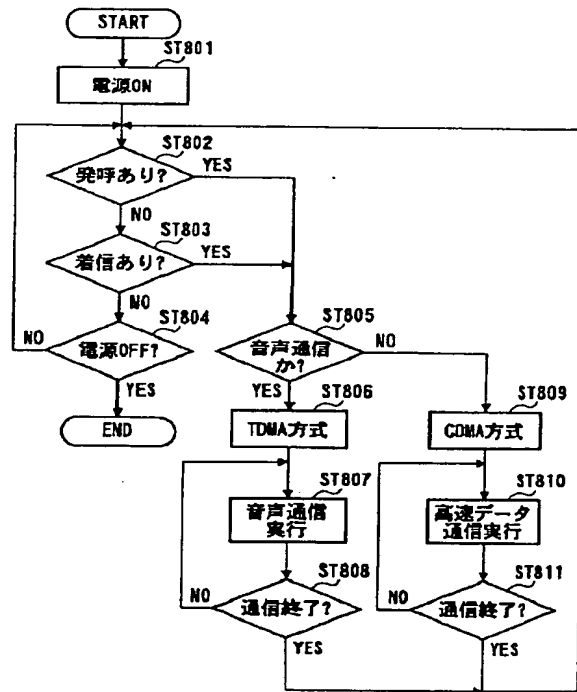 START
ST801
電源ON
ST802
発呼あり?
YES
NO
ST803
着信あり?
YES
NO
ST804
電源OFF?
NO
YES
END
ST805
音声通信
か?
NO
YES
ST806
TDMA方式
ST807
音声通信
実行
ST808
通信終了?
NO
YES
ST809
CDMA方式
ST810
高速データ
通信実行
ST811
通信終了?
NO
YES